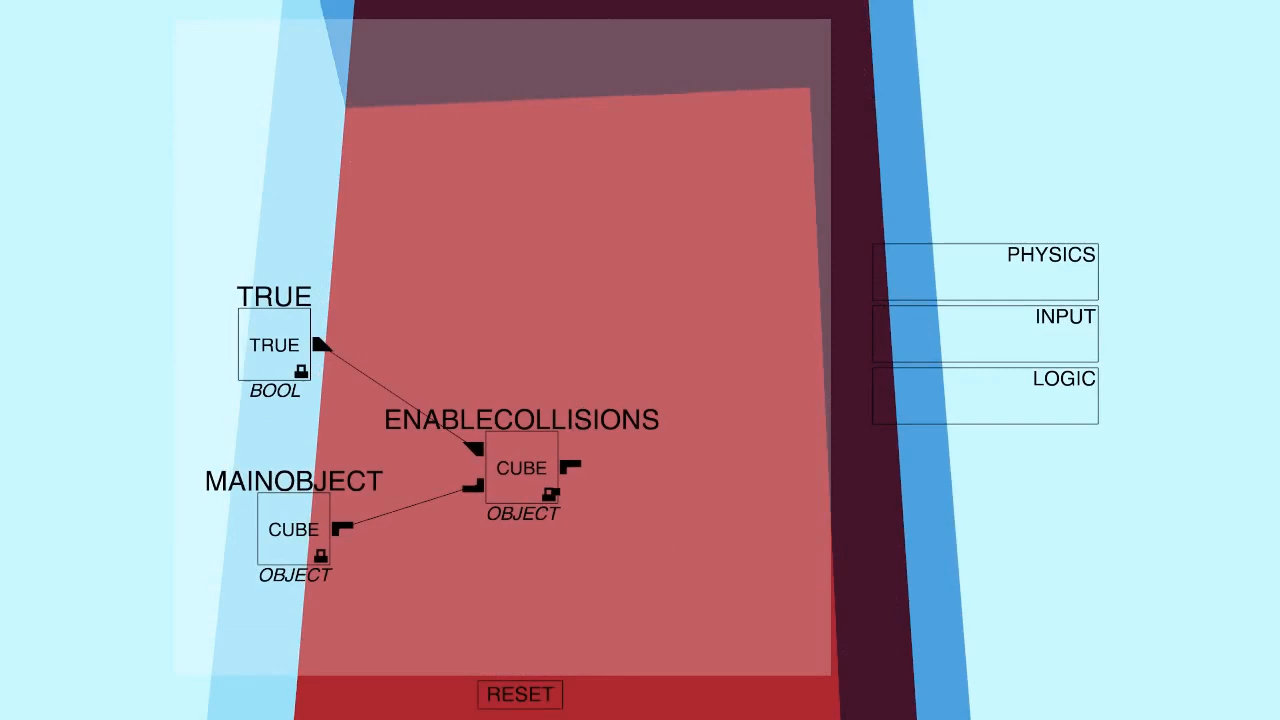 TRUE
TRUE
BOOL
ENABLECOLLISIONS
CUBE
OBJECT
MAINOBJECT
CUBE
OBJECT
PHYSICS
INPUT
LOGIC
RESET